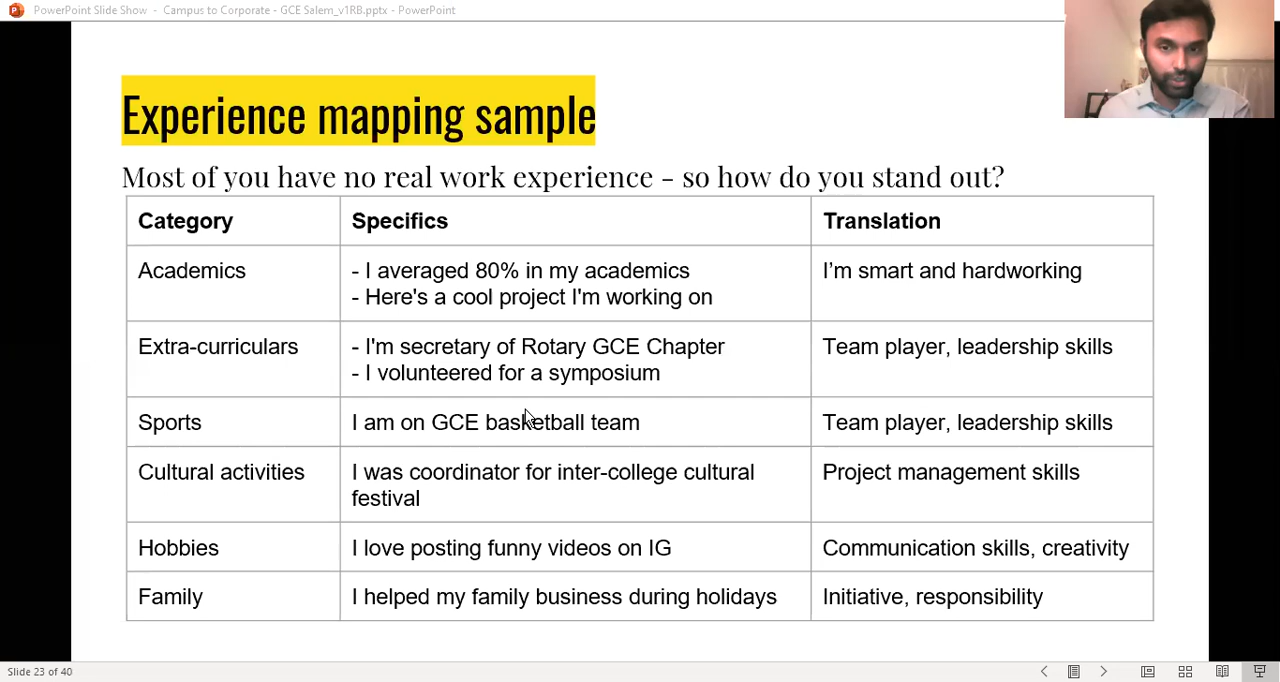 PowerPoint Slide Show - Campus to Corporate - GCE Salem_v1RB.pptx - PowerPoint
Experience mapping sample
Most of you have no real work experience - so how do you stand out?
Category Specifics Translation
Academics - I averaged 80% in my academics I'm smart and hardworking
- Here's a cool project I'm working on
Extra-curriculars - I'm secretary of Rotary GCE Chapter Team player, leadership skills
- I volunteered for a symposium
Sports I am on GCE basketball team Team player, leadership skills
Cultural activities I was coordinator for inter-college cultural Project management skills
festival
Hobbies I love posting funny videos on IG Communication skills, creativity
Family I helped my family business during holidays Initiative, responsibility
Slide 23 of 40